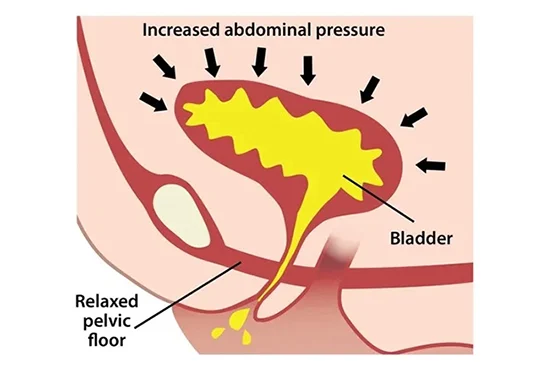 Increased abdominal pressure
Bladder
Relaxed
pelvic
floor